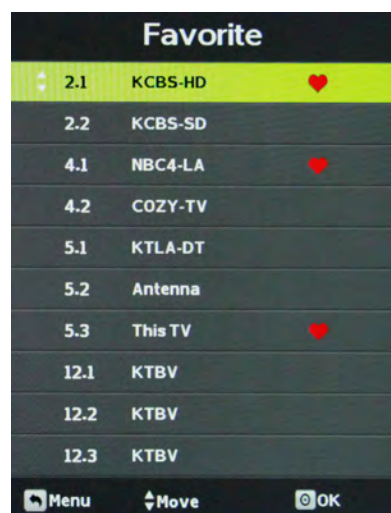 Favorite
2.1 KCBS-HD
2.2 KCBS-SD
4.1 NBC4-LA
4.2 COZY-TV
5.1 KTLA-DT
5.2 Antenna
5.3 This TV
12.1 KTBV
12.2 KTBV
12.3 KTBV
Menu Move OK